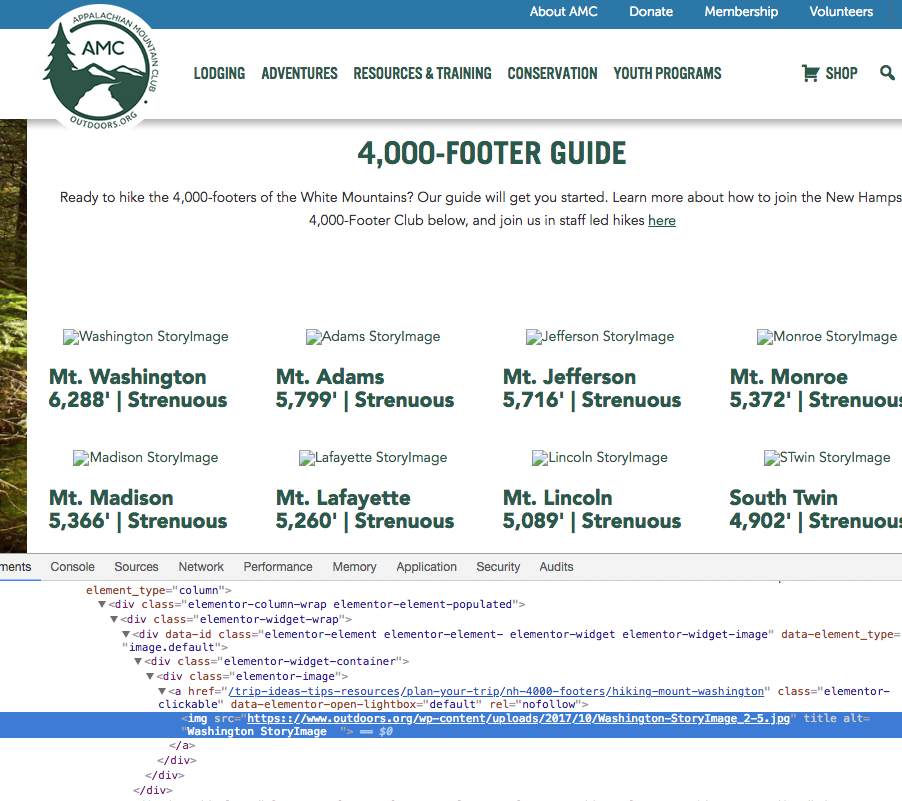 About AMC Donate Membership Volunteers
APPALACHIAN MOUNTAIN CLUB
AMC
OUTDOORS.ORG
LODGING ADVENTURES RESOURCES & TRAINING CONSERVATION YOUTH PROGRAMS SHOP
4,000-FOOTER GUIDE
Ready to hike the 4,000-footers of the White Mountains? Our guide will get you started. Learn more about how to join the New Hamps
4,000-Footer Club below, and join us in staff led hikes here
Washington StoryImage Adams StoryImage Jefferson StoryImage Monroe StoryImage
Mt. Washington Mt. Adams Mt. Jefferson Mt. Monroe
6,288' | Strenuous 5,799' | Strenuous 5,716' | Strenuous 5,372' | Strenuous
Madison StoryImage Lafayette StoryImage Lincoln StoryImage STwin StoryImage
Mt. Madison Mt. Lafayette Mt. Lincoln South Twin
5,366' | Strenuous 5,260' | Strenuous 5,089' | Strenuous 4,902' | Strenuous
ments Console Sources Network Performance Memory Application Security Audits
element_type="column">
▼<div class="elementor-column-wrap elementor-element-populated">
▼<div class="elementor-widget-wrap">
▼<div data-id class="elementor-element elementor-element- elementor-widget elementor-widget-image" data-element_type=
"image.default">
▼<div class="elementor-widget-container">
▼<div class="elementor-image">
▼<a href="/trip-ideas-tips-resources/plan-your-trip/nh-4000-footers/hiking-mount-washington" class="elementor-
clickable" data-elementor-open-lightbox="default" rel="nofollow">
<img src="https:://www.outdoors.org/wp-content/uploads/2017/10/Washington-StoryImage_2-5.jpg" title alt=
"Washington StoryImage  "> == $0
</a>
</div>
</div>
</div>